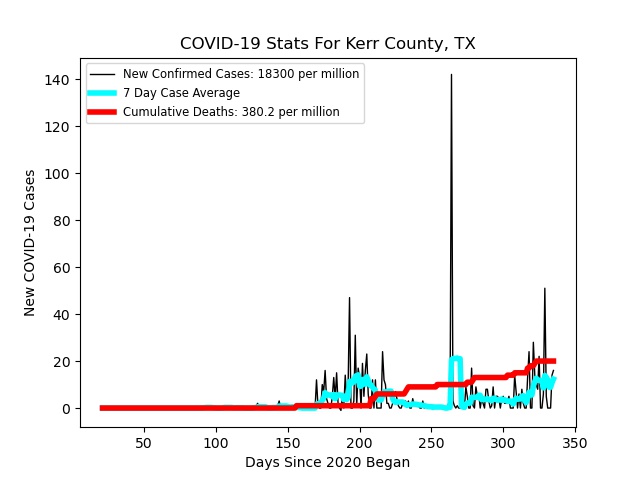 COVID-19 Stats For Kerr County, TX
New Confirmed Cases: 18300 per million
7 Day Case Average
Cumulative Deaths: 380.2 per million
New COVID-19 Cases
140
120
100
80
60
40
20
0
50
100
150
200
250
300
350
Days Since 2020 Began